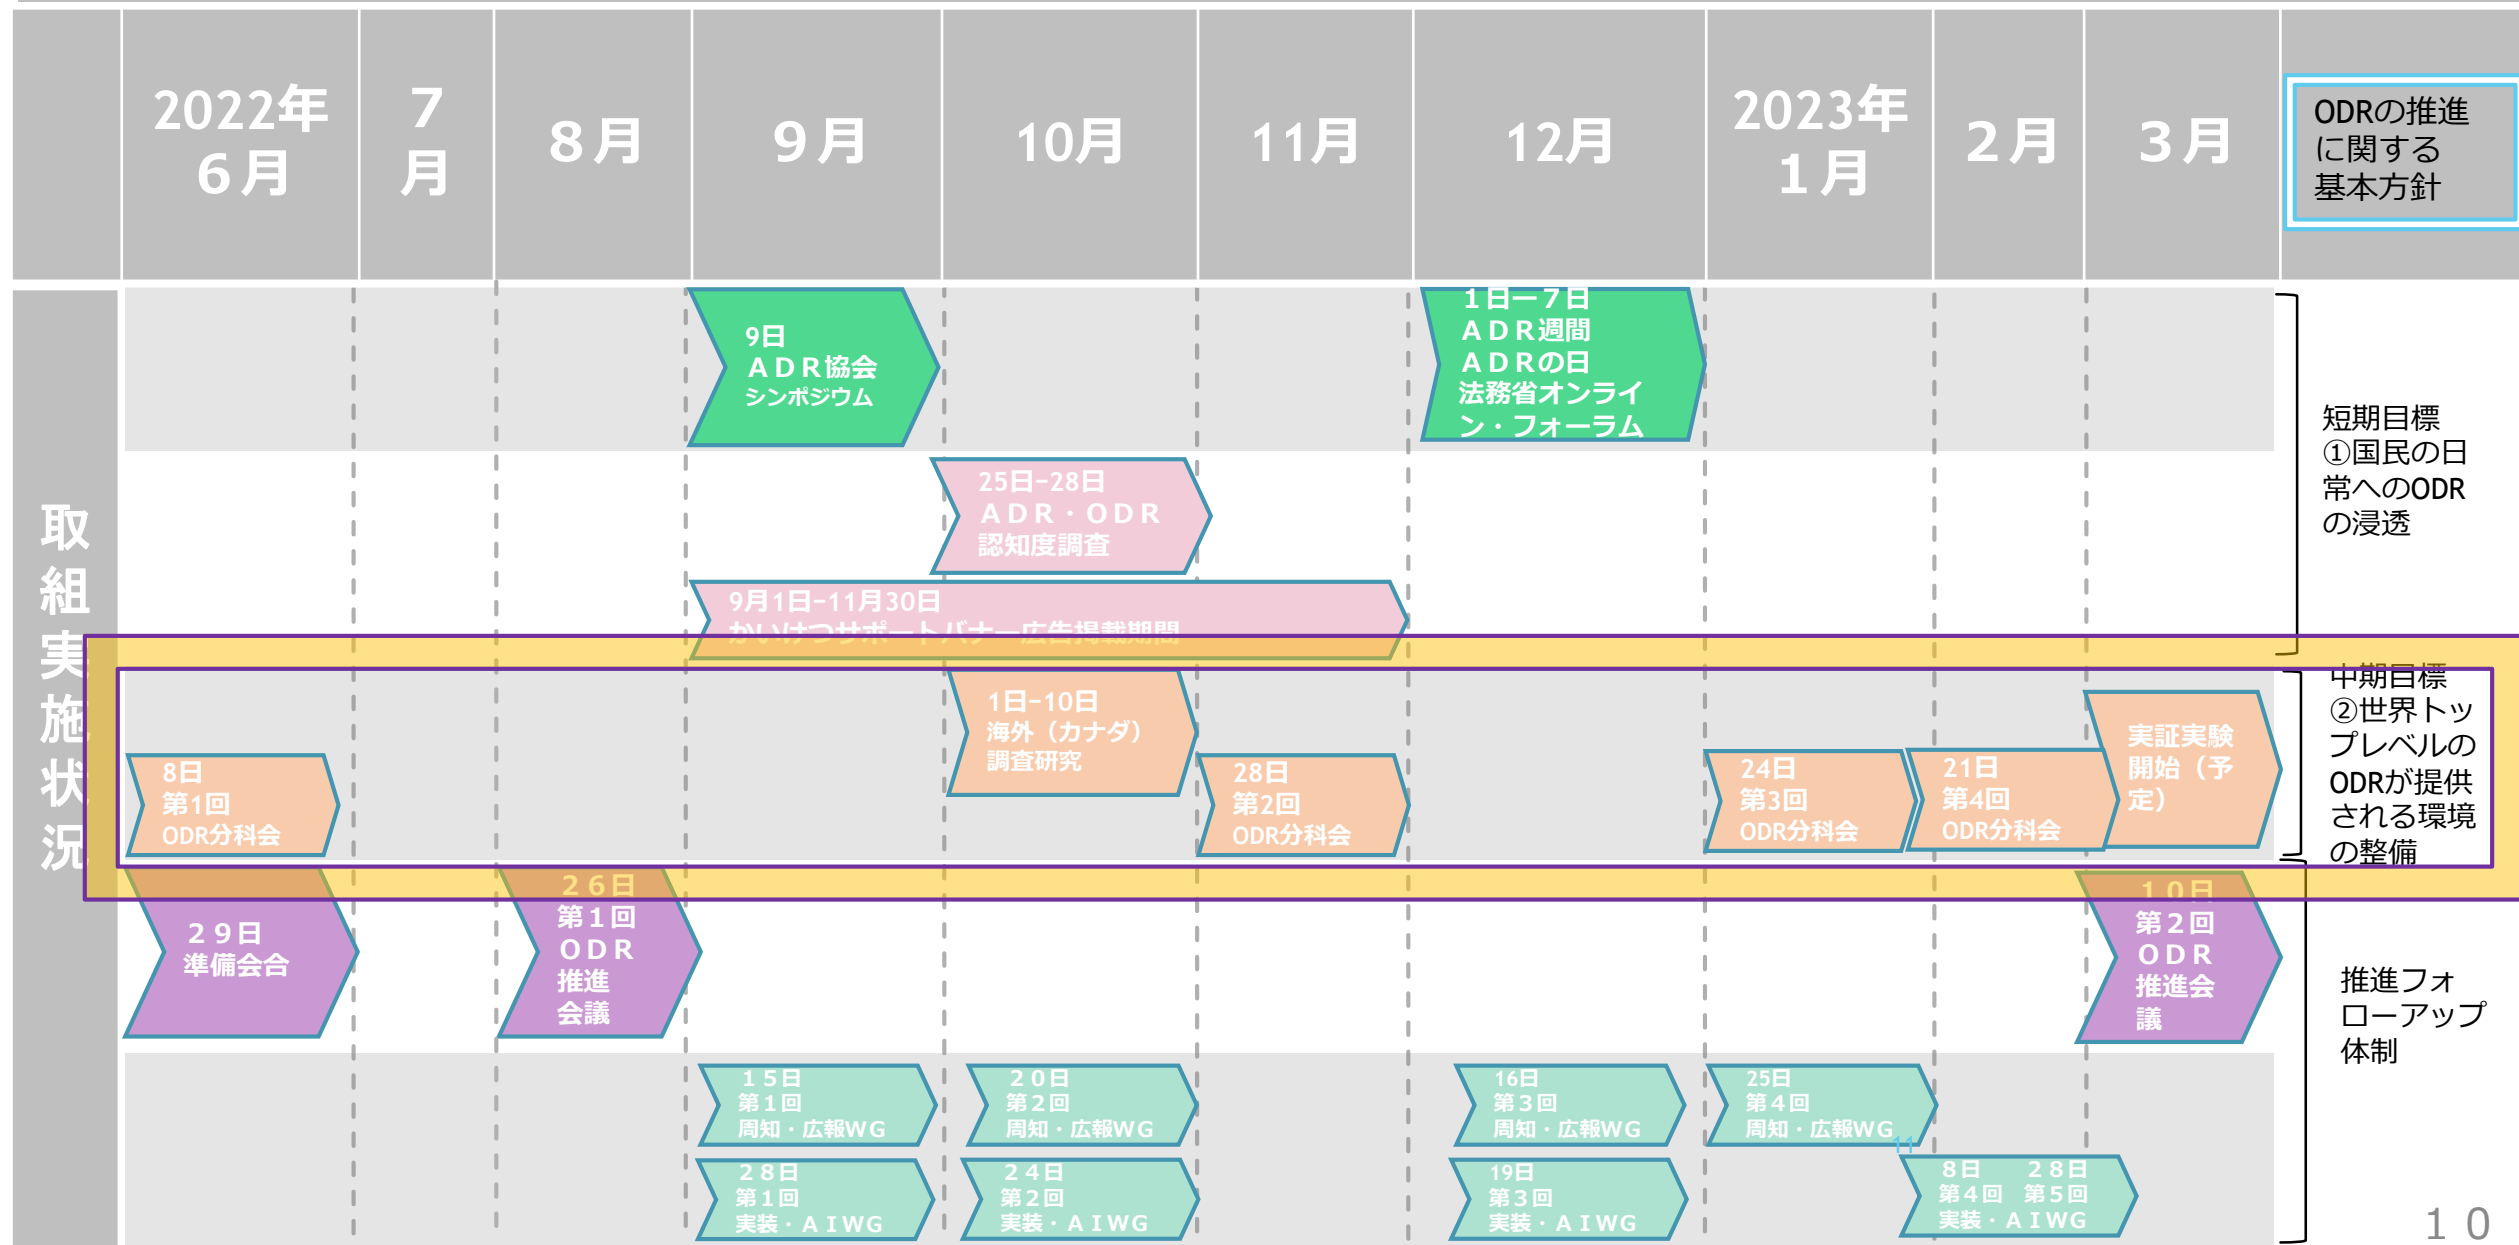 2022年
６月
７
月
８月
９月
10月
11月
12月
2023年
１月
２月
３月
ODRの推進
に関する
基本方針
取
組
実
施
状
況
9日
ＡＤＲ協会
シンポジウム
１日ー７日
ＡＤＲ週間
ＡＤＲの日
法務省オンライ
ン・フォーラム
25日-28日
ＡＤＲ・ＯＤＲ
認知度調査
9月1日-11月30日
かいけつサポートバナー広告掲載期間
短期目標
①国民の日
常へのODR
の浸透
8日
第1回
ODR分科会
1日-10日
海外（カナダ）
調査研究
28日
第2回
ODR分科会
24日
第3回
ODR分科会
21日
第4回
ODR分科会
実証実験
開始（予
定）
中期目標
②世界トッ
プレベルの
ODRが提供
される環境
の整備
２９日
準備会合
２６日
第１回
ＯＤＲ
推進
会議
１０日
第２回
ＯＤＲ
推進会
議
推進フォ
ローアップ
体制
１５日
第１回
周知・広報WG
２０日
第２回
周知・広報WG
16日
第３回
周知・広報WG
25日
第４回
周知・広報WG
11
２８日
第１回
実装・ＡＩWG
２４日
第２回
実装・ＡＩWG
19日
第３回
実装・ＡＩWG
８日　２８日
第４回　第５回
実装・ＡＩWG
１０